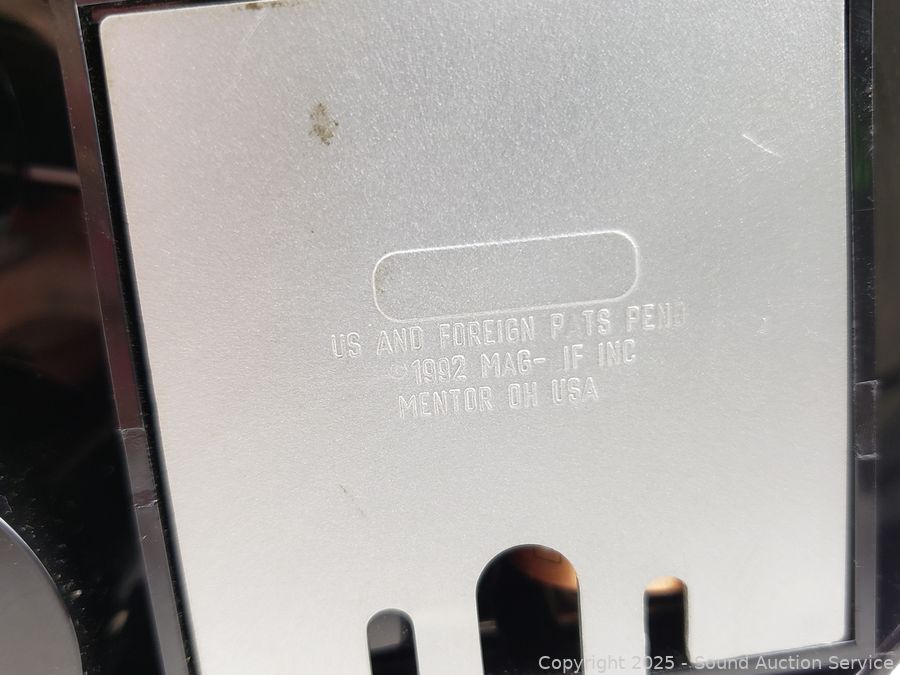 US AND FOREIGN PATS PEND
©1992 MAG- IF INC
MENTOR OH USA
Copyright 2025 - Sound Auction Service